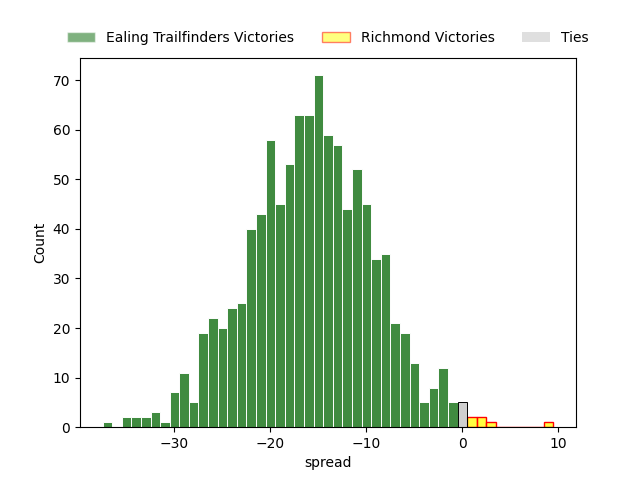 Ealing Trailfinders Victories Richmond Victories Ties
70
60
50
40
30
20
10
0
Count
−30 −20 −10 0 10
spread